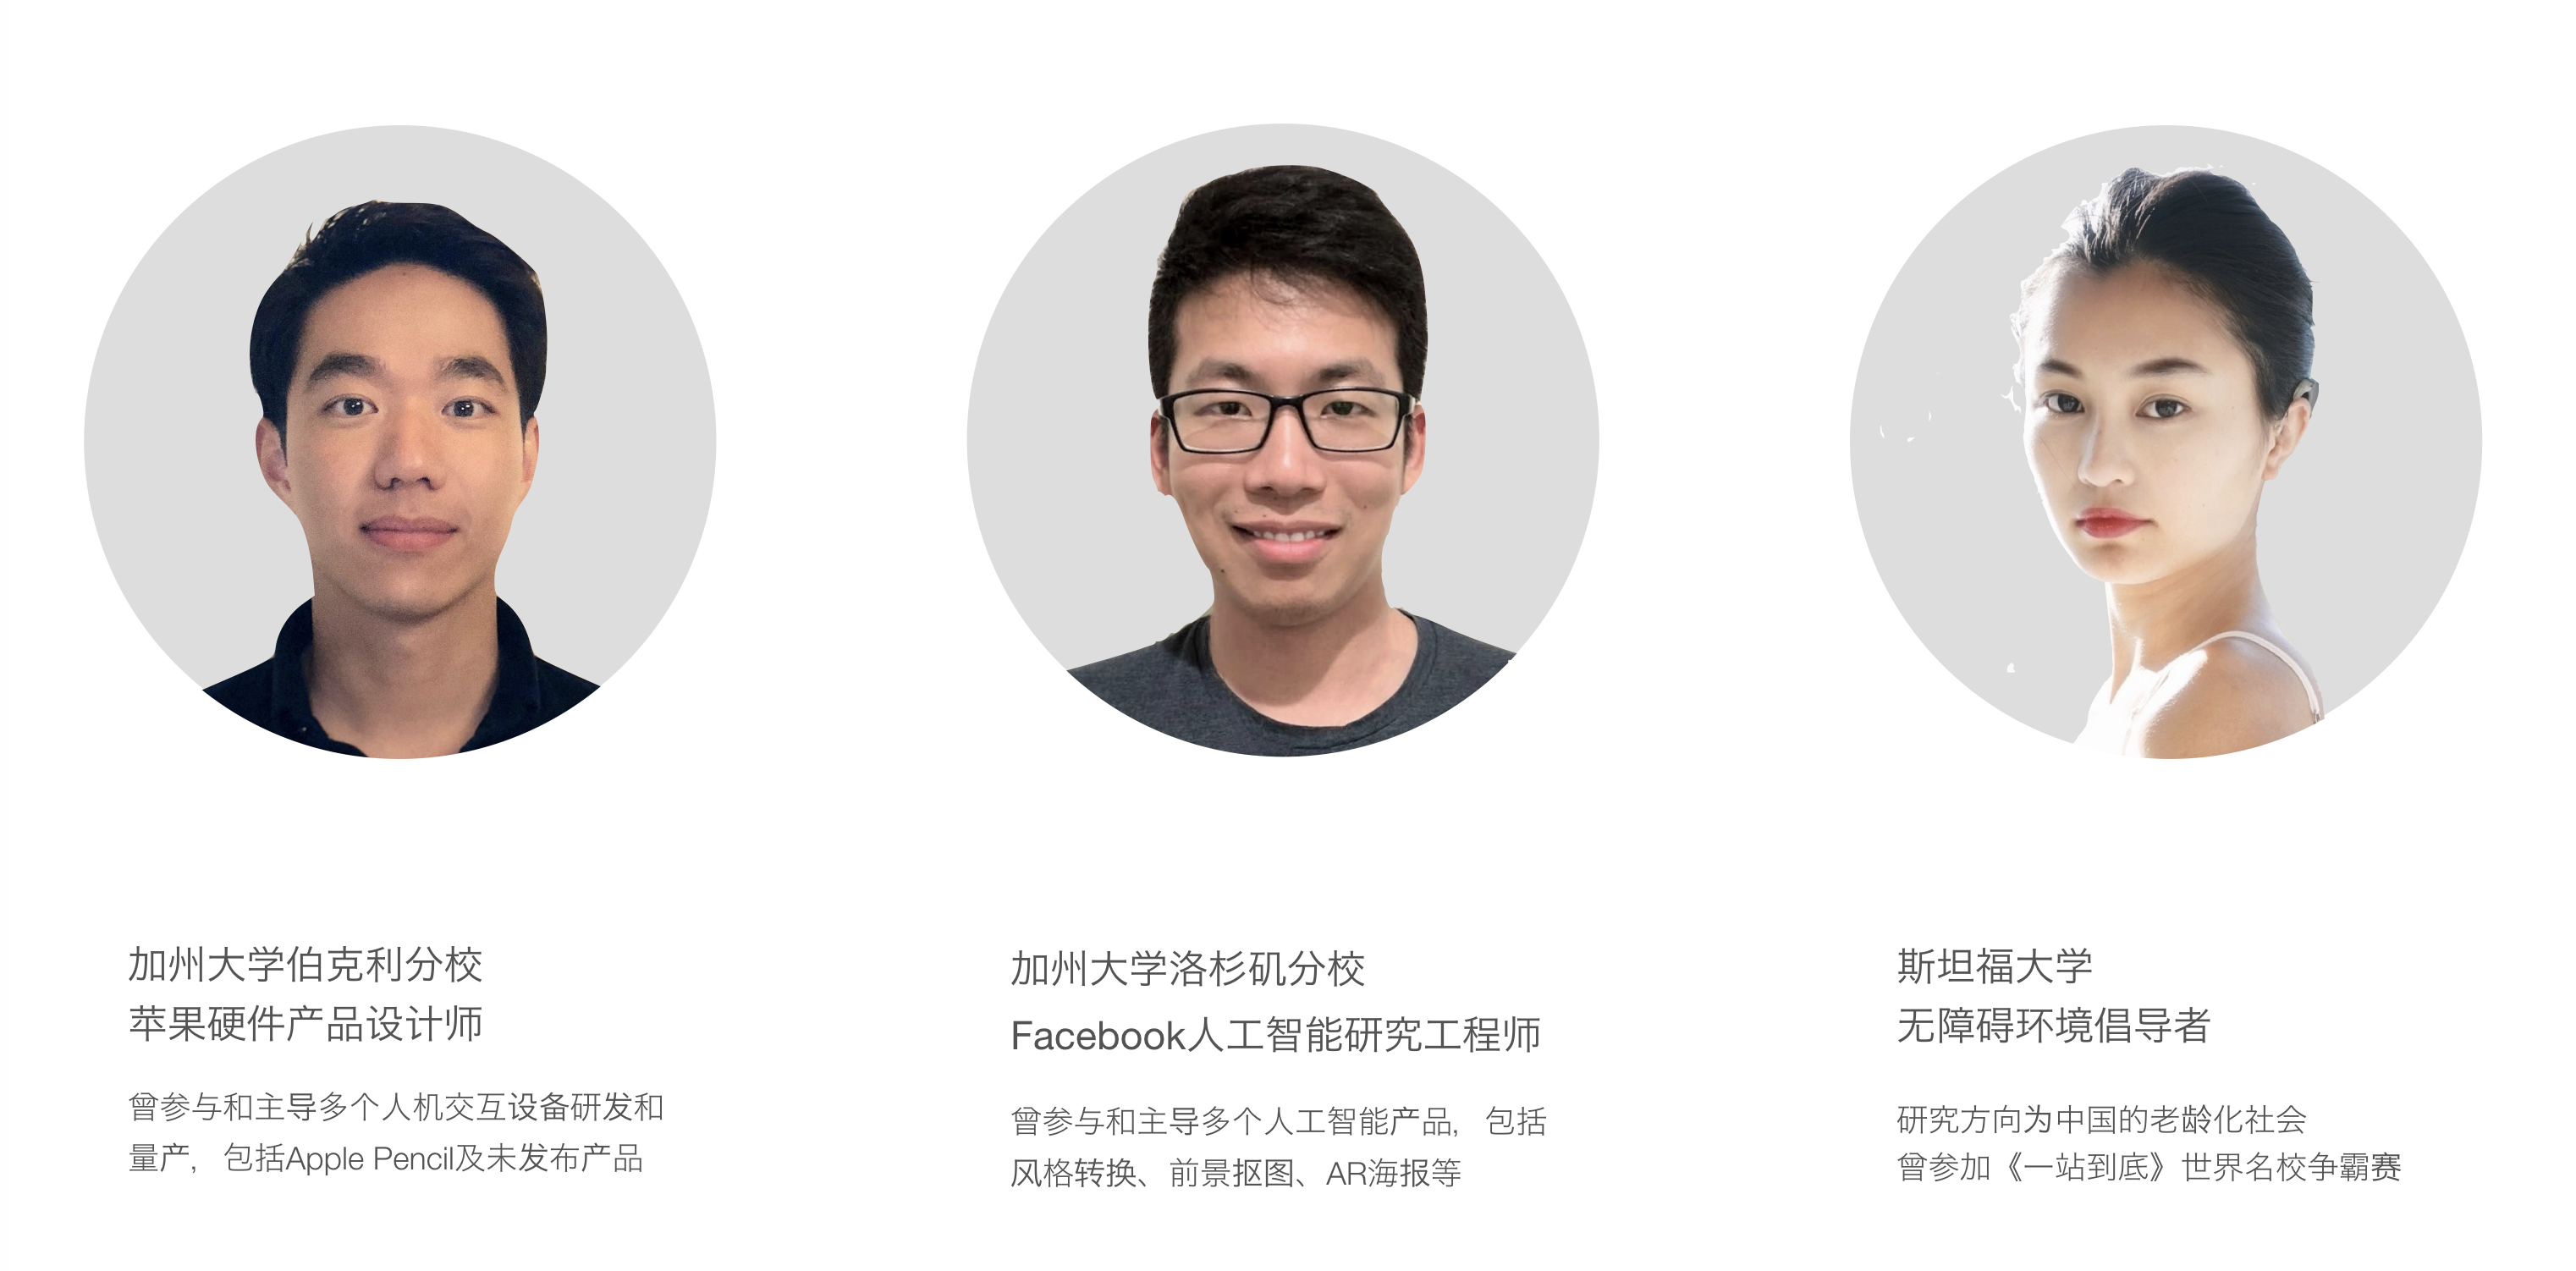 加州大学伯克利分校
苹果硬件产品设计师
曾参与和主导多个人机交互设备研发和
量产，包括Apple Pencil及未发布产品
加州大学洛杉矶分校
Facebook人工智能研究工程师
曾参与和主导多个人工智能产品，包括
风格转换、前景抠图、AR海报等
斯坦福大学
无障碍环境倡导者
研究方向为中国的老龄化社会
曾参加《一站到底》世界名校争霸赛